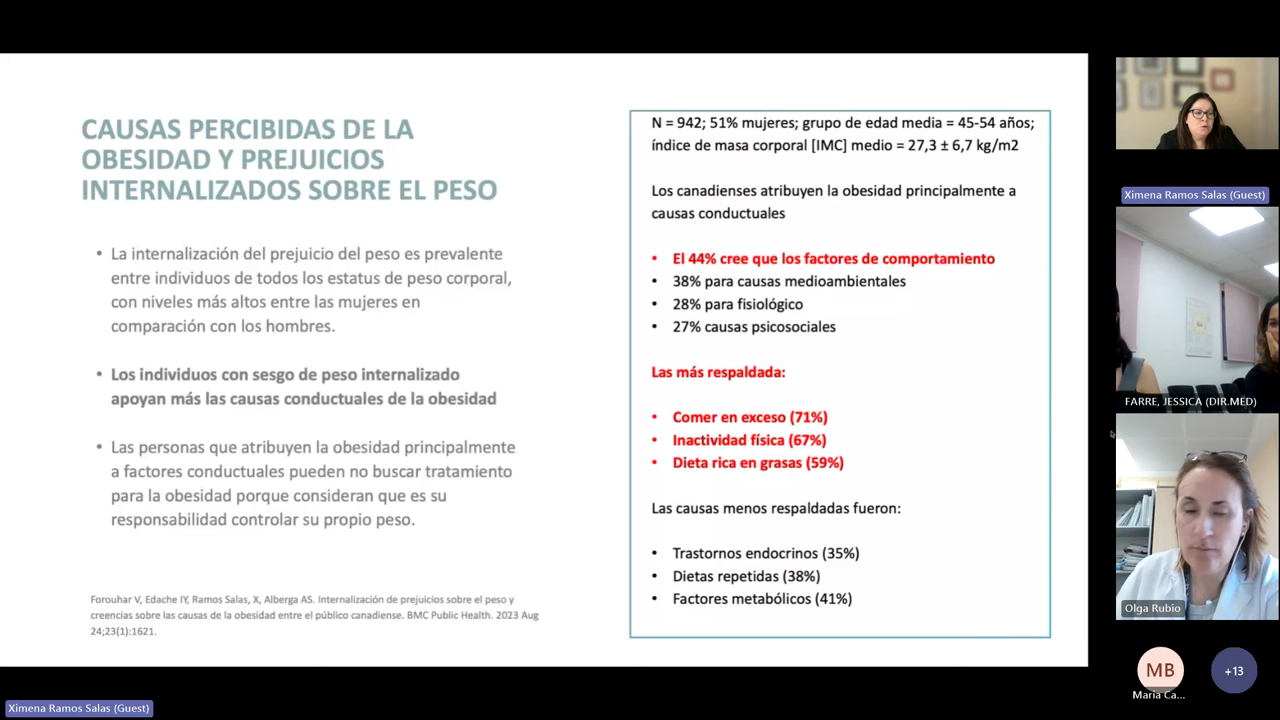 CAUSAS PERCIBIDAS DE LA
OBESIDAD Y PREJUICIOS
INTERNALIZADOS SOBRE EL PESO
• La internalización del prejuicio del peso es prevalente
entre individuos de todos los estatus de peso corporal,
con niveles más altos entre las mujeres en
comparación con los hombres.
• Los individuos con sesgo de peso internalizado
apoyan más las causas conductuales de la obesidad
• Las personas que atribuyen la obesidad principalmente
a factores conductuales pueden no buscar tratamiento
para la obesidad porque consideran que es su
responsabilidad controlar su propio peso.
Forouhar V, Edache IY, Ramos Salas, X, Alberga AS. Internalización de prejuicios sobre el peso y
creencias sobre las causas de la obesidad entre el público canadiense. BMC Public Health. 2023 Aug
24;23(1):1621.
N = 942; 51% mujeres; grupo de edad media = 45-54 años;
índice de masa corporal [IMC] medio = 27,3 ± 6,7 kg/m2
Los canadienses atribuyen la obesidad principalmente a
causas conductuales
• El 44% cree que los factores de comportamiento
• 38% para causas medioambientales
• 28% para fisiológico
• 27% causas psicosociales
Las más respaldada:
• Comer en exceso (71%)
• Inactividad física (67%)
• Dieta rica en grasas (59%)
Las causas menos respaldadas fueron:
• Trastornos endocrinos (35%)
• Dietas repetidas (38%)
• Factores metabólicos (41%)
Ximena Ramos Salas (Guest)
FARRE, JESSICA (DIR.MED)
Olga Rubio
MB
Maria Ca...
+13
Ximena Ramos Salas (Guest)